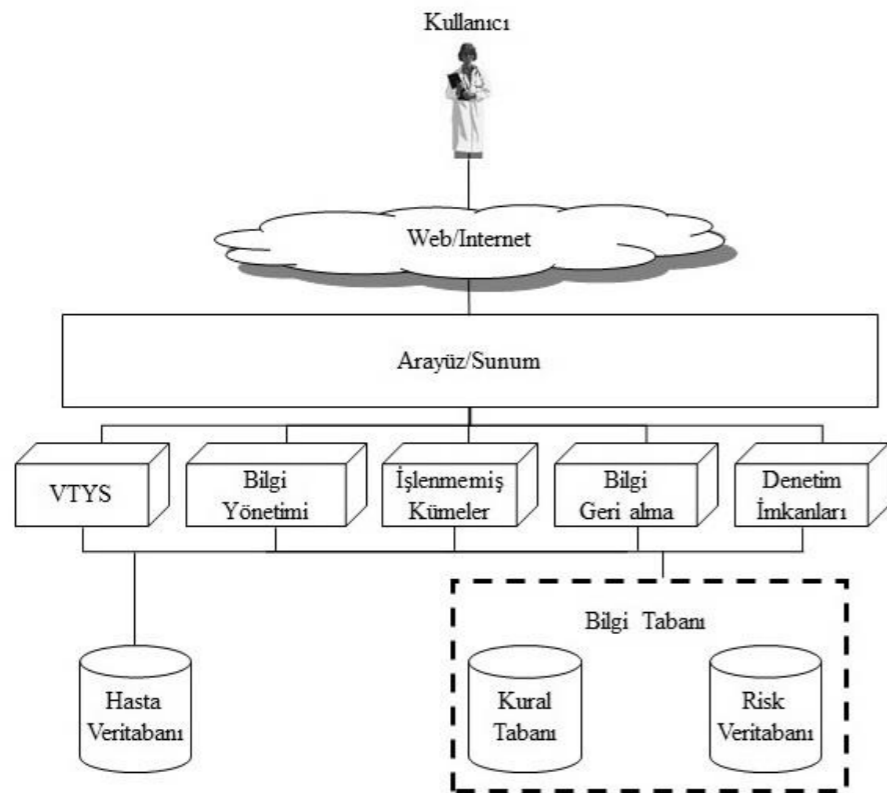 Kullanıcı
Web/Internet
Arayüz/Sunum
VTYS
Bilgi
Yönetimi
İşlenmemiş
Kümeler
Bilgi
Geri alma
Denetim
İmkanları
Bilgi Tabanı
Hasta
Veritabanı
Kural
Tabanı
Risk
Veritabanı